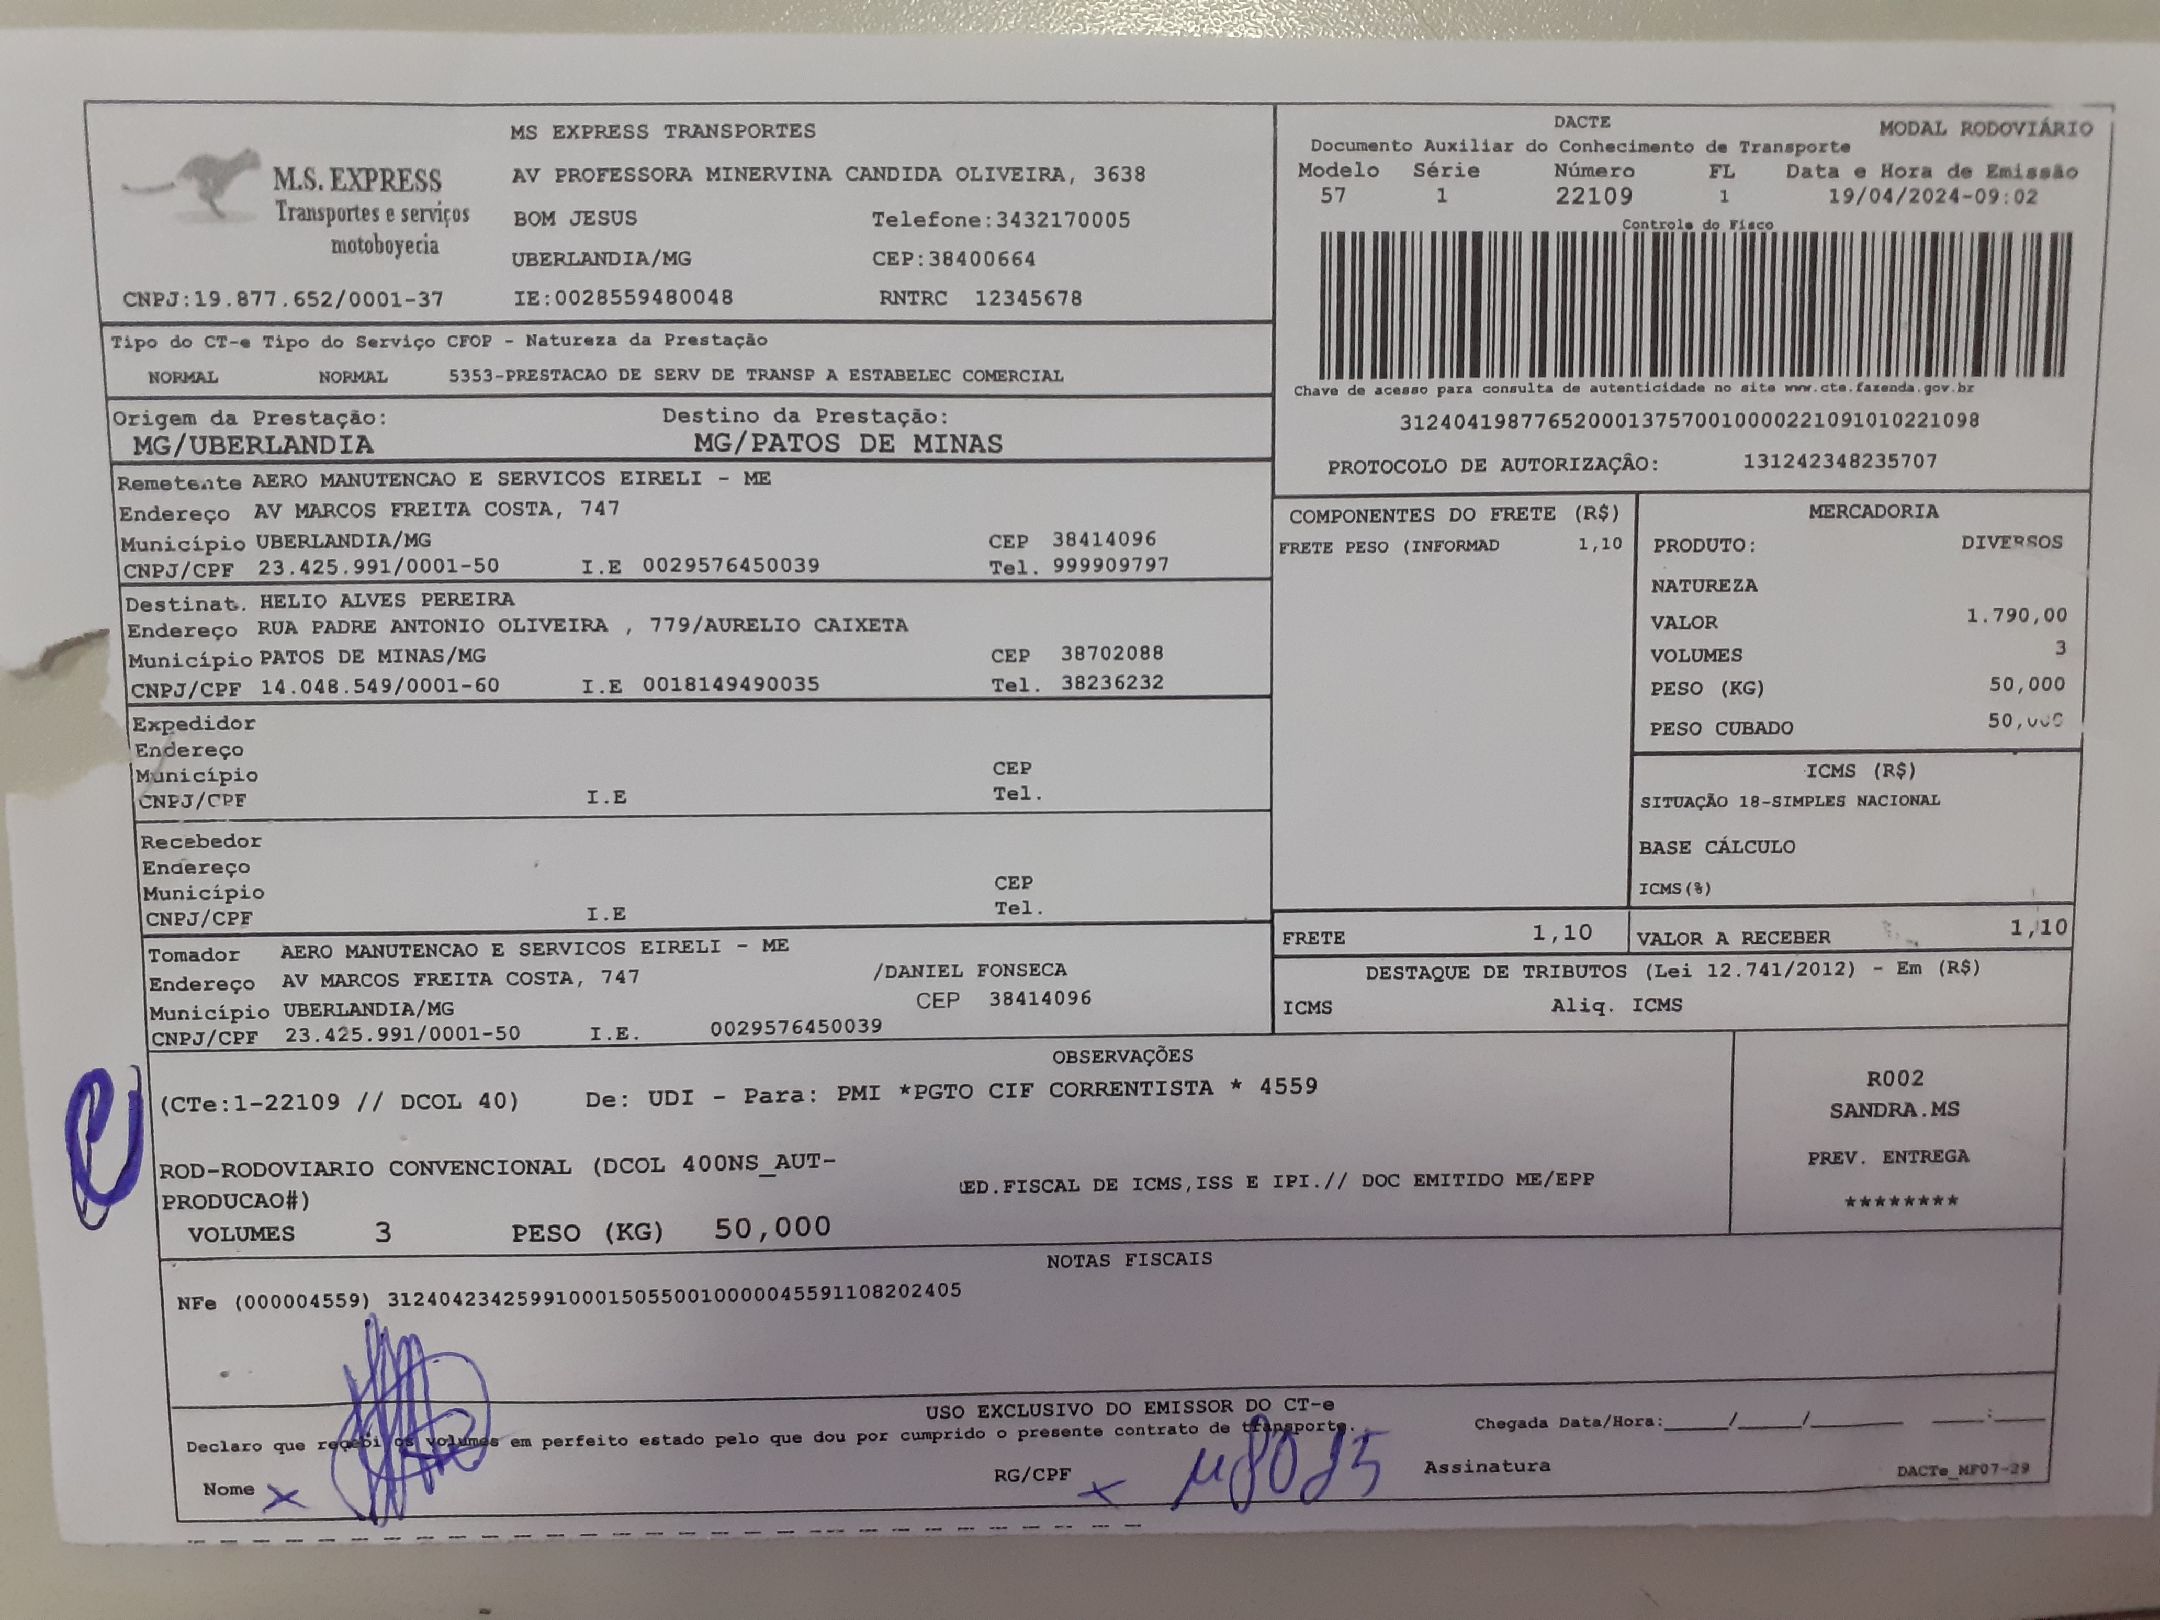 M.S. EXPRESS
Transportes e serviços
motoboyecia
MS EXPRESS TRANSPORTES
AV PROFESSORA MINERVINA CANDIDA OLIVEIRA, 3638
BOM JESUS Telefone:3432170005
UBERLANDIA/MG CEP:38400664
CNPJ:19.877.652/0001-37 IE:0028559480048 RNTRC 12345678
DACTE MODAL RODOVIÁRIO
Documento Auxiliar do Conhecimento de Transporte
Modelo Série Número FL Data e Hora de Emissão
57 1 22109 1 19/04/2024-09:02
Controle do Fisco
Chave de acesso para consulta de autenticidade no site www.cte.fazenda.gov.br
31240419877652000137570010000221091010221098
PROTOCOLO DE AUTORIZAÇÃO: 131242348235707
Tipo do CT-e Tipo do Serviço CFOP - Natureza da Prestação
NORMAL NORMAL 5353-PRESTACAO DE SERV DE TRANSP A ESTABELEC COMERCIAL
Origem da Prestação: Destino da Prestação:
MG/UBERLANDIA MG/PATOS DE MINAS
Remetente AERO MANUTENCAO E SERVICOS EIRELI - ME
Endereço AV MARCOS FREITA COSTA, 747
Município UBERLANDIA/MG CEP 38414096
CNPJ/CPF 23.425.991/0001-50 I.E 0029576450039 Tel. 999909797
Destinat. HELIO ALVES PEREIRA
Endereço RUA PADRE ANTONIO OLIVEIRA , 779/AURELIO CAIXETA
Município PATOS DE MINAS/MG CEP 38702088
CNPJ/CPF 14.048.549/0001-60 I.E 0018149490035 Tel. 38236232
Expedidor
Endereço
Município CEP
CNPJ/CPF I.E Tel.
Recebedor
Endereço
Município CEP
CNPJ/CPF I.E Tel.
Tomador AERO MANUTENCAO E SERVICOS EIRELI - ME
Endereço AV MARCOS FREITA COSTA, 747 /DANIEL FONSECA
Município UBERLANDIA/MG CEP 38414096
CNPJ/CPF 23.425.991/0001-50 I.E. 0029576450039
COMPONENTES DO FRETE (R$)
FRETE PESO (INFORMAD 1,10
MERCADORIA
PRODUTO: DIVERSOS
NATUREZA
VALOR 1.790,00
VOLUMES 3
PESO (KG) 50,000
PESO CUBADO
ICMS (R$)
SITUAÇÃO 18-SIMPLES NACIONAL
BASE CÁLCULO
ICMS(%)
FRETE 1,10 VALOR A RECEBER 1,10
DESTAQUE DE TRIBUTOS (Lei 12.741/2012) - Em (R$)
ICMS Aliq. ICMS
OBSERVAÇÕES
(CTe:1-22109 // DCOL 40) De: UDI - Para: PMI *PGTO CIF CORRENTISTA * 4559
ROD-RODOVIARIO CONVENCIONAL (DCOL 400NS_AUT-
PRODUCAO#)
ED.FISCAL DE ICMS,ISS E IPI.// DOC EMITIDO ME/EPP
VOLUMES 3 PESO (KG) 50,000
R002
SANDRA.MS
PREV. ENTREGA
********
NOTAS FISCAIS
NFe (000004559) 31240423425991000150550010000045591108202405
USO EXCLUSIVO DO EMISSOR DO CT-e
Declaro que recebi os volumes em perfeito estado pelo que dou por cumprido o presente contrato de transporte. Chegada Data/Hora:____/____/______ ____:____
Nome x RG/CPF x Assinatura DACTe_MF07-29